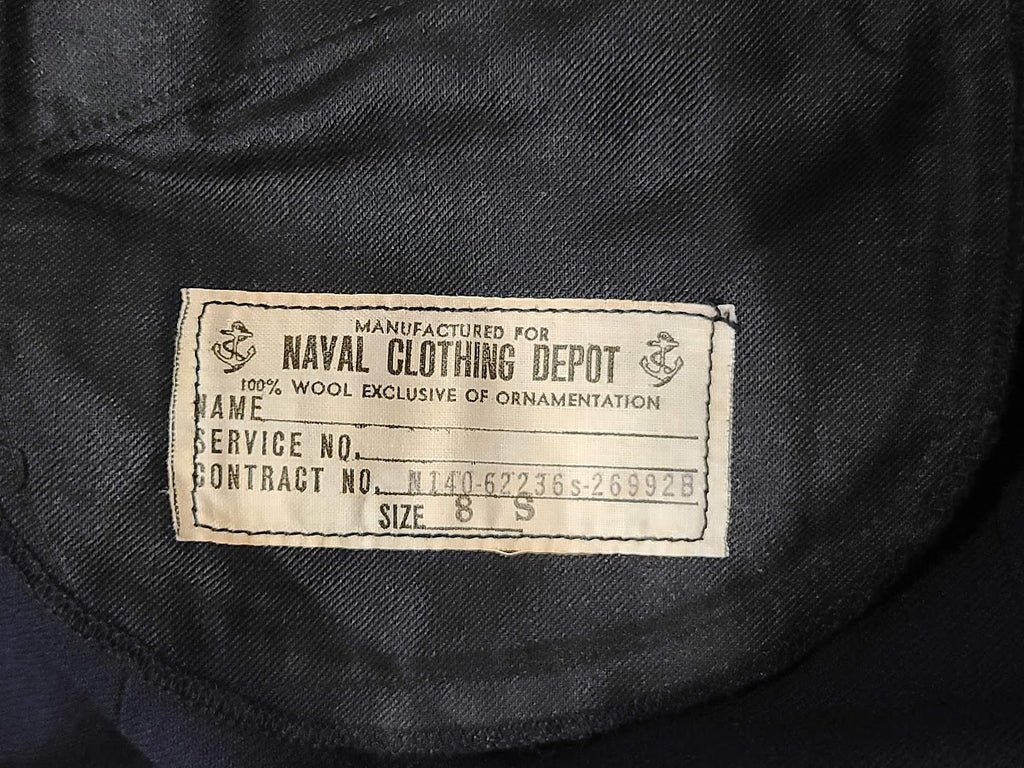 MANUFACTURED FOR
NAVAL CLOTHING DEPOT
100% WOOL EXCLUSIVE OF ORNAMENTATION
NAME
SERVICE NO.
CONTRACT NO. N140-62236s-26992B
SIZE 8 S